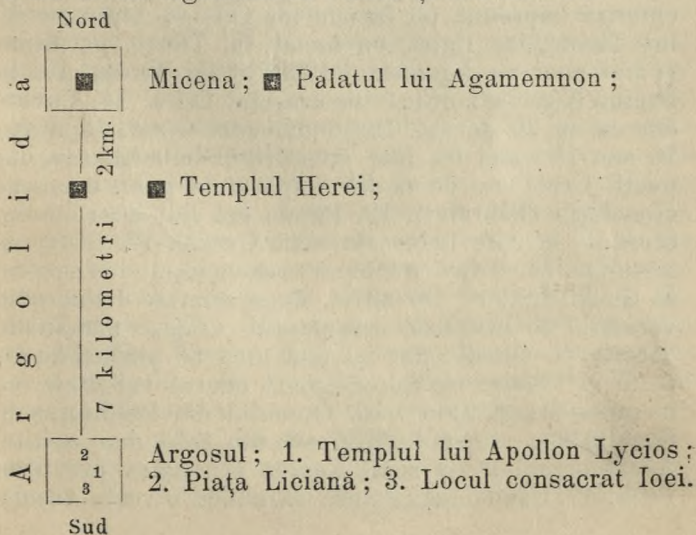 Nord
Micena; Palatul lui Agamemnon;
2 km.
Templul Herei;
Argolida
7 kilometri
2
1
3
Argosul; 1. Templul lui Apollon Lycios;
2. Piața Liciană; 3. Locul consacrat Ioei.
Sud